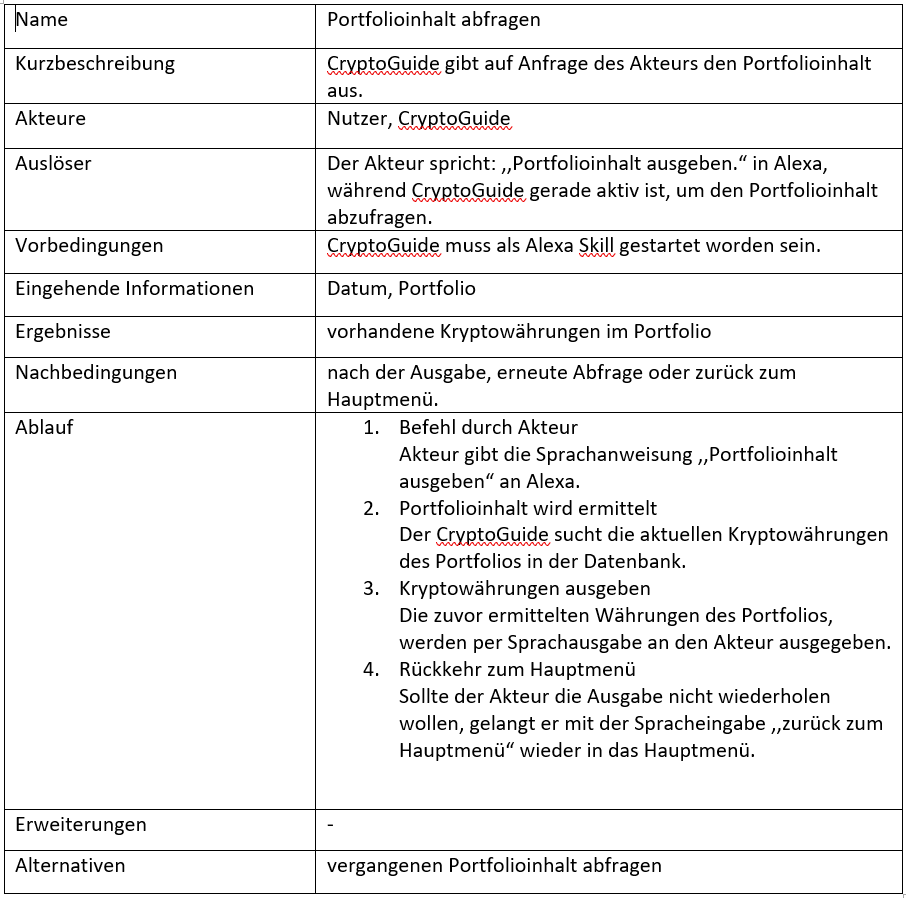 Name
Portfolioinhalt abfragen
Kurzbeschreibung
CryptoGuide gibt auf Anfrage des Akteurs den Portfolioinhalt
aus.
Akteure
Nutzer, CryptoGuide
Auslöser
Der Akteur spricht: ,,Portfolioinhalt ausgeben.“ in Alexa,
während CryptoGuide gerade aktiv ist, um den Portfolioinhalt
abzufragen.
Vorbedingungen
CryptoGuide muss als Alexa Skill gestartet worden sein.
Eingehende Informationen
Datum, Portfolio
Ergebnisse
vorhandene Kryptowährungen im Portfolio
Nachbedingungen
nach der Ausgabe, erneute Abfrage oder zurück zum
Hauptmenü.
Ablauf
1. Befehl durch Akteur
Akteur gibt die Sprachanweisung ,,Portfolioinhalt
ausgeben“ an Alexa.
2. Portfolioinhalt wird ermittelt
Der CryptoGuide sucht die aktuellen Kryptowährungen
des Portfolios in der Datenbank.
3. Kryptowährungen ausgeben
Die zuvor ermittelten Währungen des Portfolios,
werden per Sprachausgabe an den Akteur ausgegeben.
4. Rückkehr zum Hauptmenü
Sollte der Akteur die Ausgabe nicht wiederholen
wollen, gelangt er mit der Spracheingabe ,,zurück zum
Hauptmenü“ wieder in das Hauptmenü.
Erweiterungen
-
Alternativen
vergangenen Portfolioinhalt abfragen